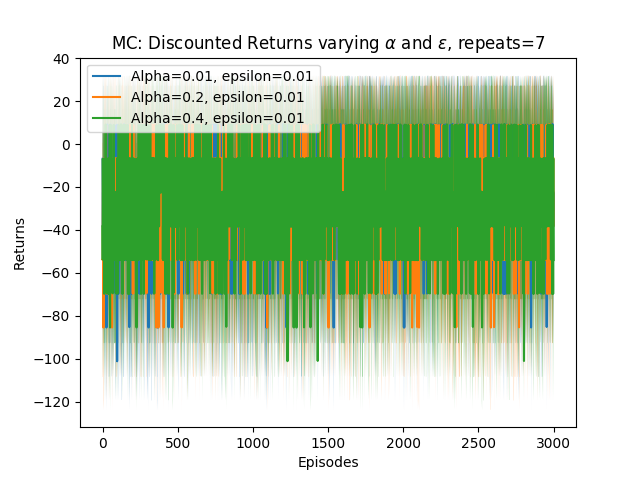 MC: Discounted Returns varying α and ε, repeats=7
Alpha=0.01, epsilon=0.01
Alpha=0.2, epsilon=0.01
Alpha=0.4, epsilon=0.01
40
20
0
−20
−40
−60
−80
−100
−120
Returns
0 500 1000 1500 2000 2500 3000
Episodes